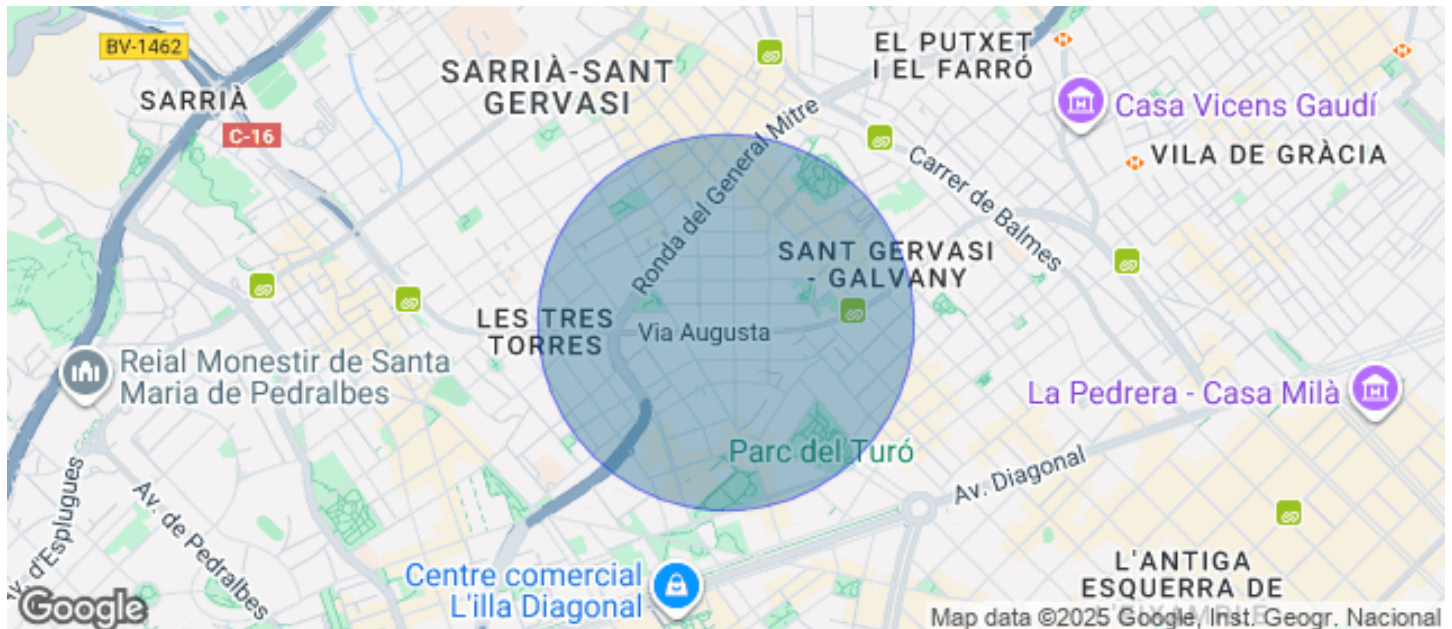 BV-1462
SARRIÀ
C-16
SARRIÀ-SANT
GERVASI
EL PUTXET
I EL FARRÓ
Casa Vicens Gaudí
VILA DE GRÀCIA
Ronda del General Mitre
Carrer de Balmes
SANT GERVASI
- GALVANY
LES TRES
TORRES
Via Augusta
Reial Monestir de Santa
Maria de Pedralbes
La Pedrera - Casa Milà
Parc del Turó
Av. Diagonal
Av. d'Esplugues
Av. de Pedralbes
Centre comercial
L'illa Diagonal
L'ANTIGA
ESQUERRA DE
Google
Map data ©2025 Google, Inst. Geogr. Nacional